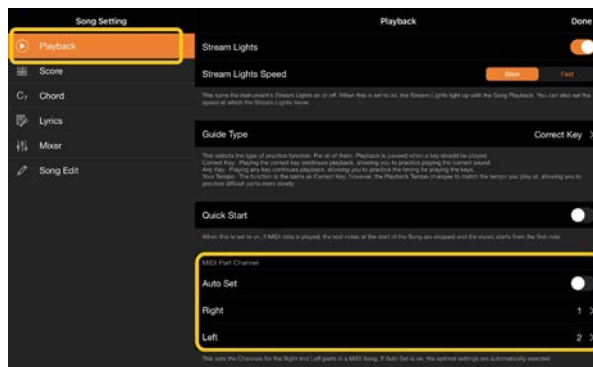 Song Setting
Playback
Done
Playback
Score
C₇ Chord
Lyrics
Mixer
Song Edit
Stream Lights
Stream Lights Speed
Slow Fast
This turns the instrument's Stream Lights on or off. When this is set to on, the Stream Lights light up with the Song Playback. You can also set the
speed at which the Stream Lights move.
Guide Type
Correct Key
This selects the type of practice function. For all of them, Playback is paused when a key should be played.
Correct Key: Playing the correct key continues playback, allowing you to practice playing the correct sound.
Any Key: Playing any key continues playback, allowing you to practice the timing for playing the keys.
Your Tempo: The function is the same as Correct Key, however, the Playback Tempo changes to match the tempo you play at, allowing you to
practice difficult parts more slowly.
Quick Start
When this is set to on, if MIDI data is played, the rest notes at the start of the Song are skipped and the music starts from the first note.
MIDI Part Channel
Auto Set
Right 1
Left 2
This sets the Channels for the Right and Left parts in a MIDI Song. If Auto Set is on, the optimal settings are automatically selected.